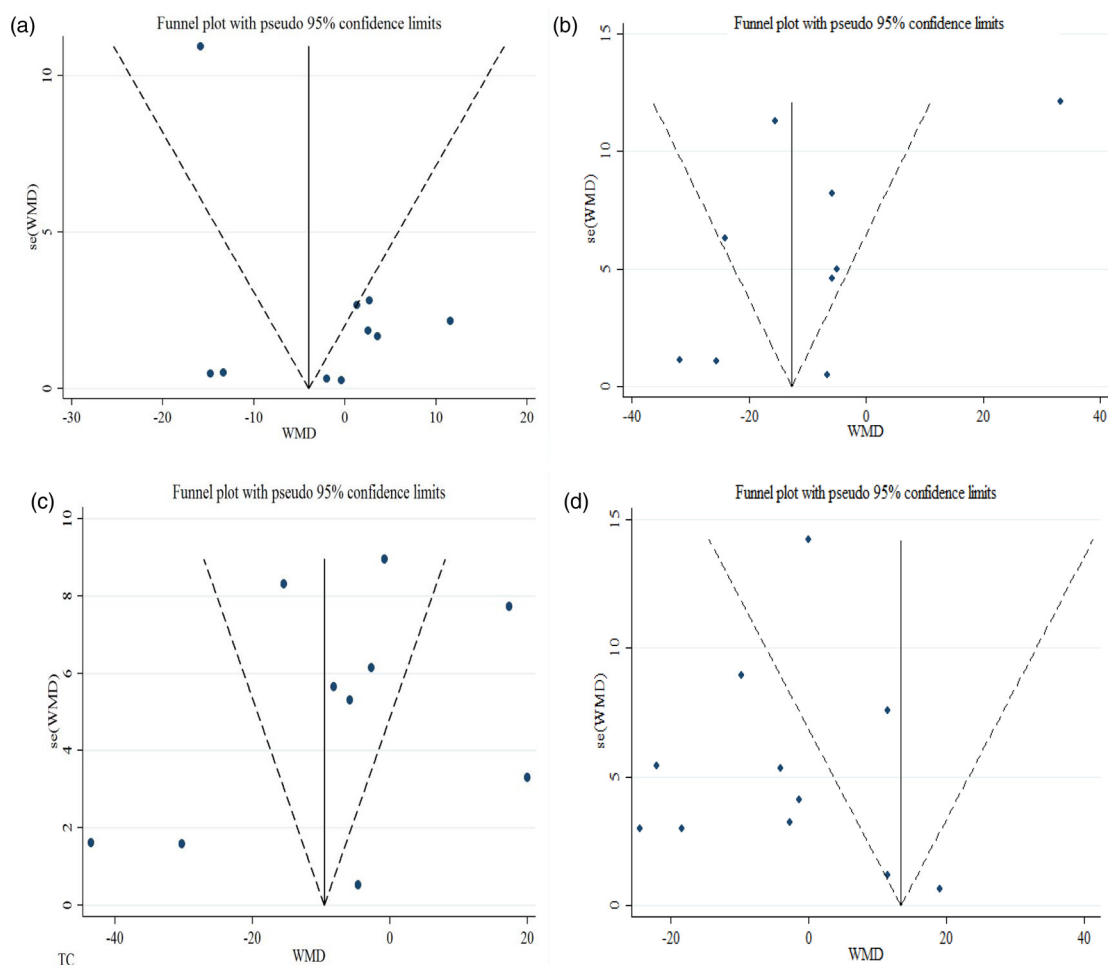 (a)
Funnel plot with pseudo 95% confidence limits
10
5
0
se(WMD)
-30
-20
-10
0
10
20
WMD
(b)
Funnel plot with pseudo 95% confidence limits
15
10
5
0
se(WMD)
-40
-20
0
20
40
WMD
(c)
Funnel plot with pseudo 95% confidence limits
10
8
6
4
2
0
se(WMD)
-40
-20
0
20
WMD
TC
(d)
Funnel plot with pseudo 95% confidence limits
15
10
5
0
se(WMD)
-20
0
20
40
WMD